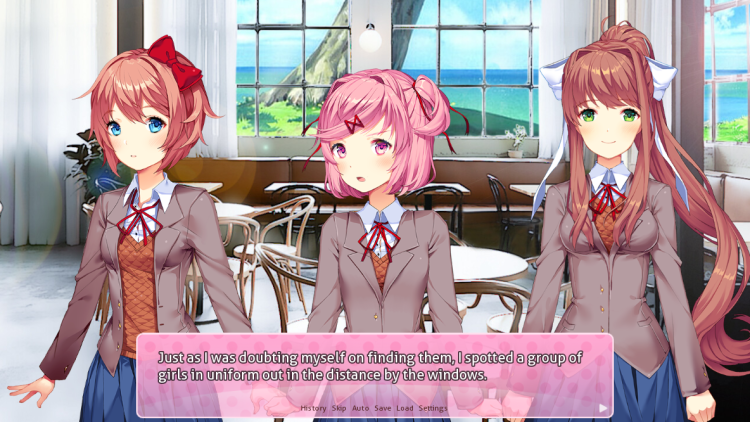 Just as I was doubting myself on finding them, I spotted a group of
girls in uniform out in the distance by the windows.
History Skip Auto Save Load Settings